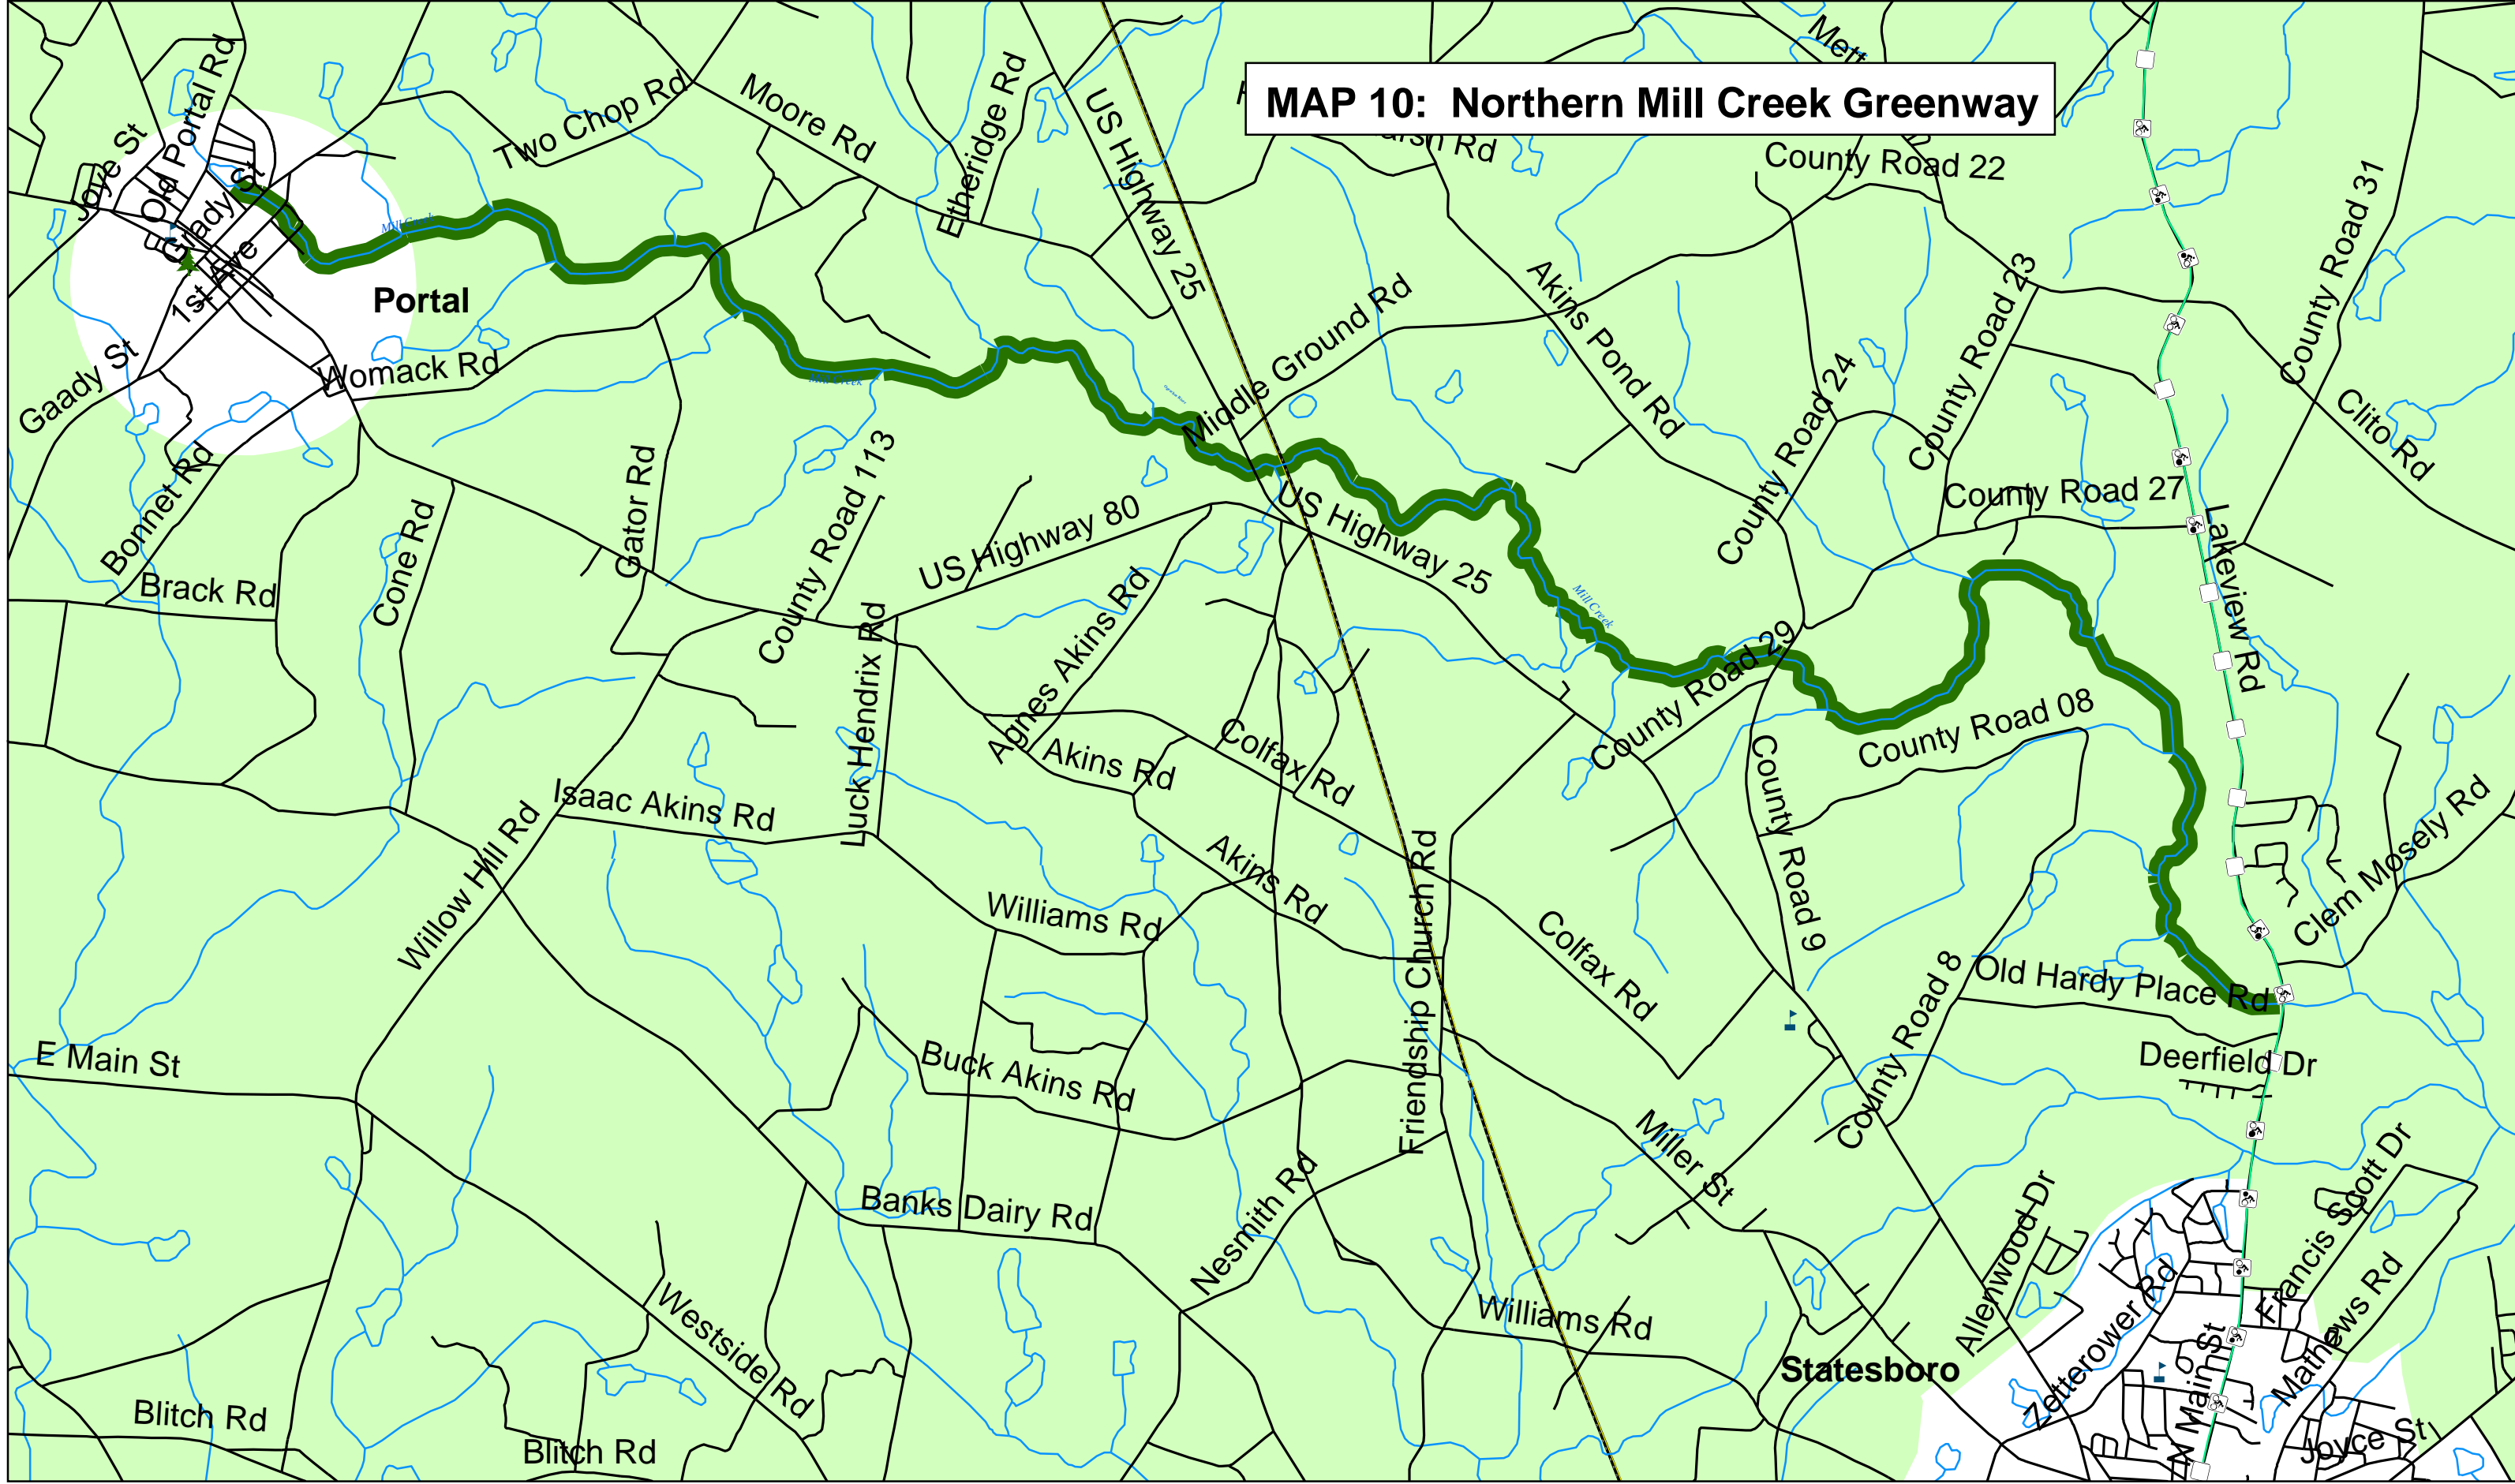 MAP 10: Northern Mill Creek Greenway
Old Portal Rd
Joye St
Grady St
1st Ave
Portal
Gaady St
Womack Rd
Bonnet Rd
Brack Rd
Cone Rd
Two Chop Rd
Moore Rd
Etheridge Rd
US Highway 25
Mill Creek
Mill Creek
Middle Ground Rd
Gator Rd
County Road 113
US Highway 80
US Highway 25
Akins Pond Rd
County Road 22
County Road 23
County Road 24
County Road 27
County Road 31
Clito Rd
Lakeview Rd
Mill Creek
County Road 29
County Road 08
County Road 9
Luck Hendrix Rd
Agnes Akins Rd
Akins Rd
Colfax Rd
Isaac Akins Rd
Willow Hill Rd
Williams Rd
Akins Rd
Friendship Church Rd
Colfax Rd
County Road 8
Old Hardy Place Rd
Clem Mosely Rd
Deerfield Dr
E Main St
Buck Akins Rd
Banks Dairy Rd
Nesmith Rd
Miller St
Williams Rd
Allenwood Dr
Zetterower Rd
Francis Scott Dr
Mathews Rd
N Main St
Joyce St
Statesboro
Westside Rd
Blitch Rd
Blitch Rd